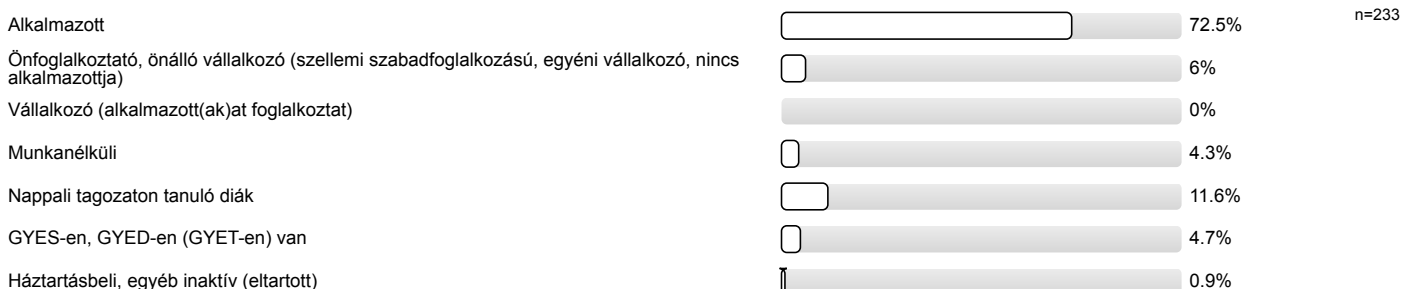 Alkalmazott 72.5% n=233
Önfoglalkoztató, önálló vállalkozó (szellemi szabadfoglalkozású, egyéni vállalkozó, nincs
alkalmazottja) 6%
Vállalkozó (alkalmazott(ak)at foglalkoztat) 0%
Munkanélküli 4.3%
Nappali tagozaton tanuló diák 11.6%
GYES-en, GYED-en (GYET-en) van 4.7%
Háztartásbeli, egyéb inaktív (eltartott) 0.9%